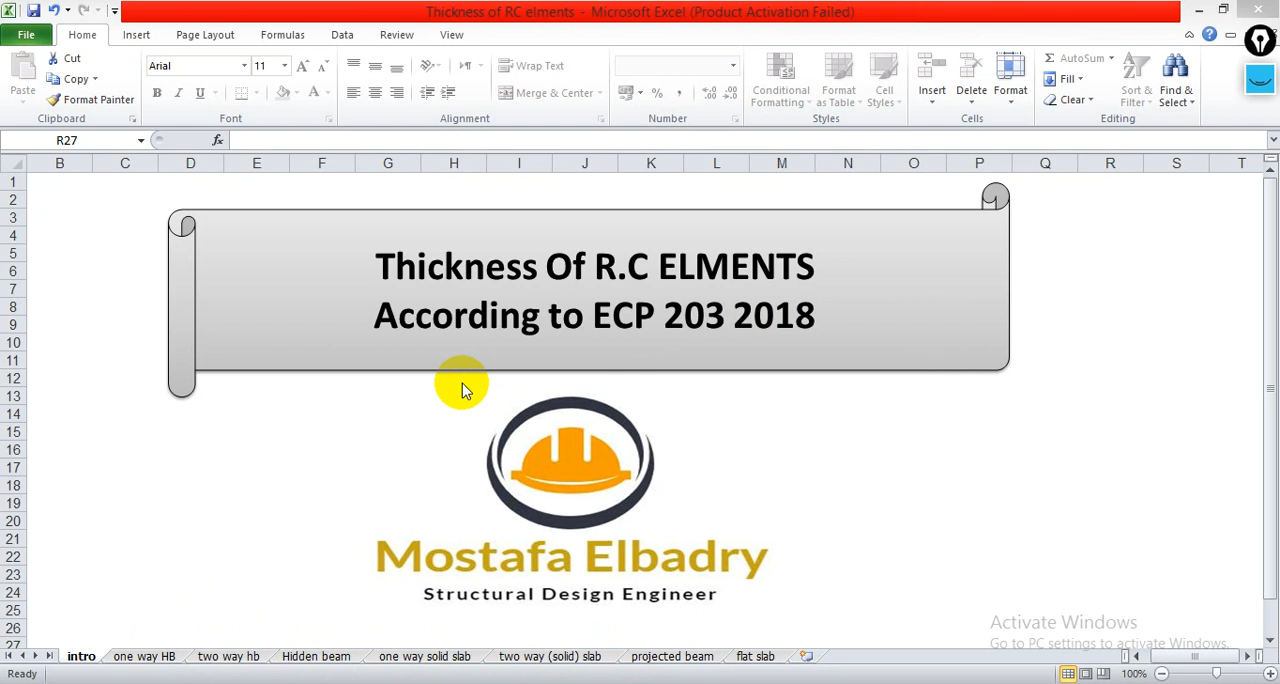 Thickness of RC elments - Microsoft Excel (Product Activation Failed)
File Home Insert Page Layout Formulas Data Review View
Paste
Cut
Copy
Format Painter
Clipboard
Arial 11
B I U
Font
Wrap Text
Merge & Center
Alignment
%
Number
Conditional Formatting
Format as Table
Cell Styles
Styles
Insert Delete Format
Cells
AutoSum
Fill
Clear
Sort & Filter
Find & Select
Editing
R27 fx
B C D E F G H I J K L M N O P Q R S T
1
2
3
4
5
6
7
8
9
10
11
12
13
14
15
16
17
18
19
20
21
22
23
24
25
26
27
Thickness Of R.C ELMENTS
According to ECP 203 2018
Mostafa Elbadry
Structural Design Engineer
Activate Windows
Go to PC settings to activate Windows.
intro one way HB two way hb Hidden beam one way solid slab two way (solid) slab projected beam flat slab
Ready 100%